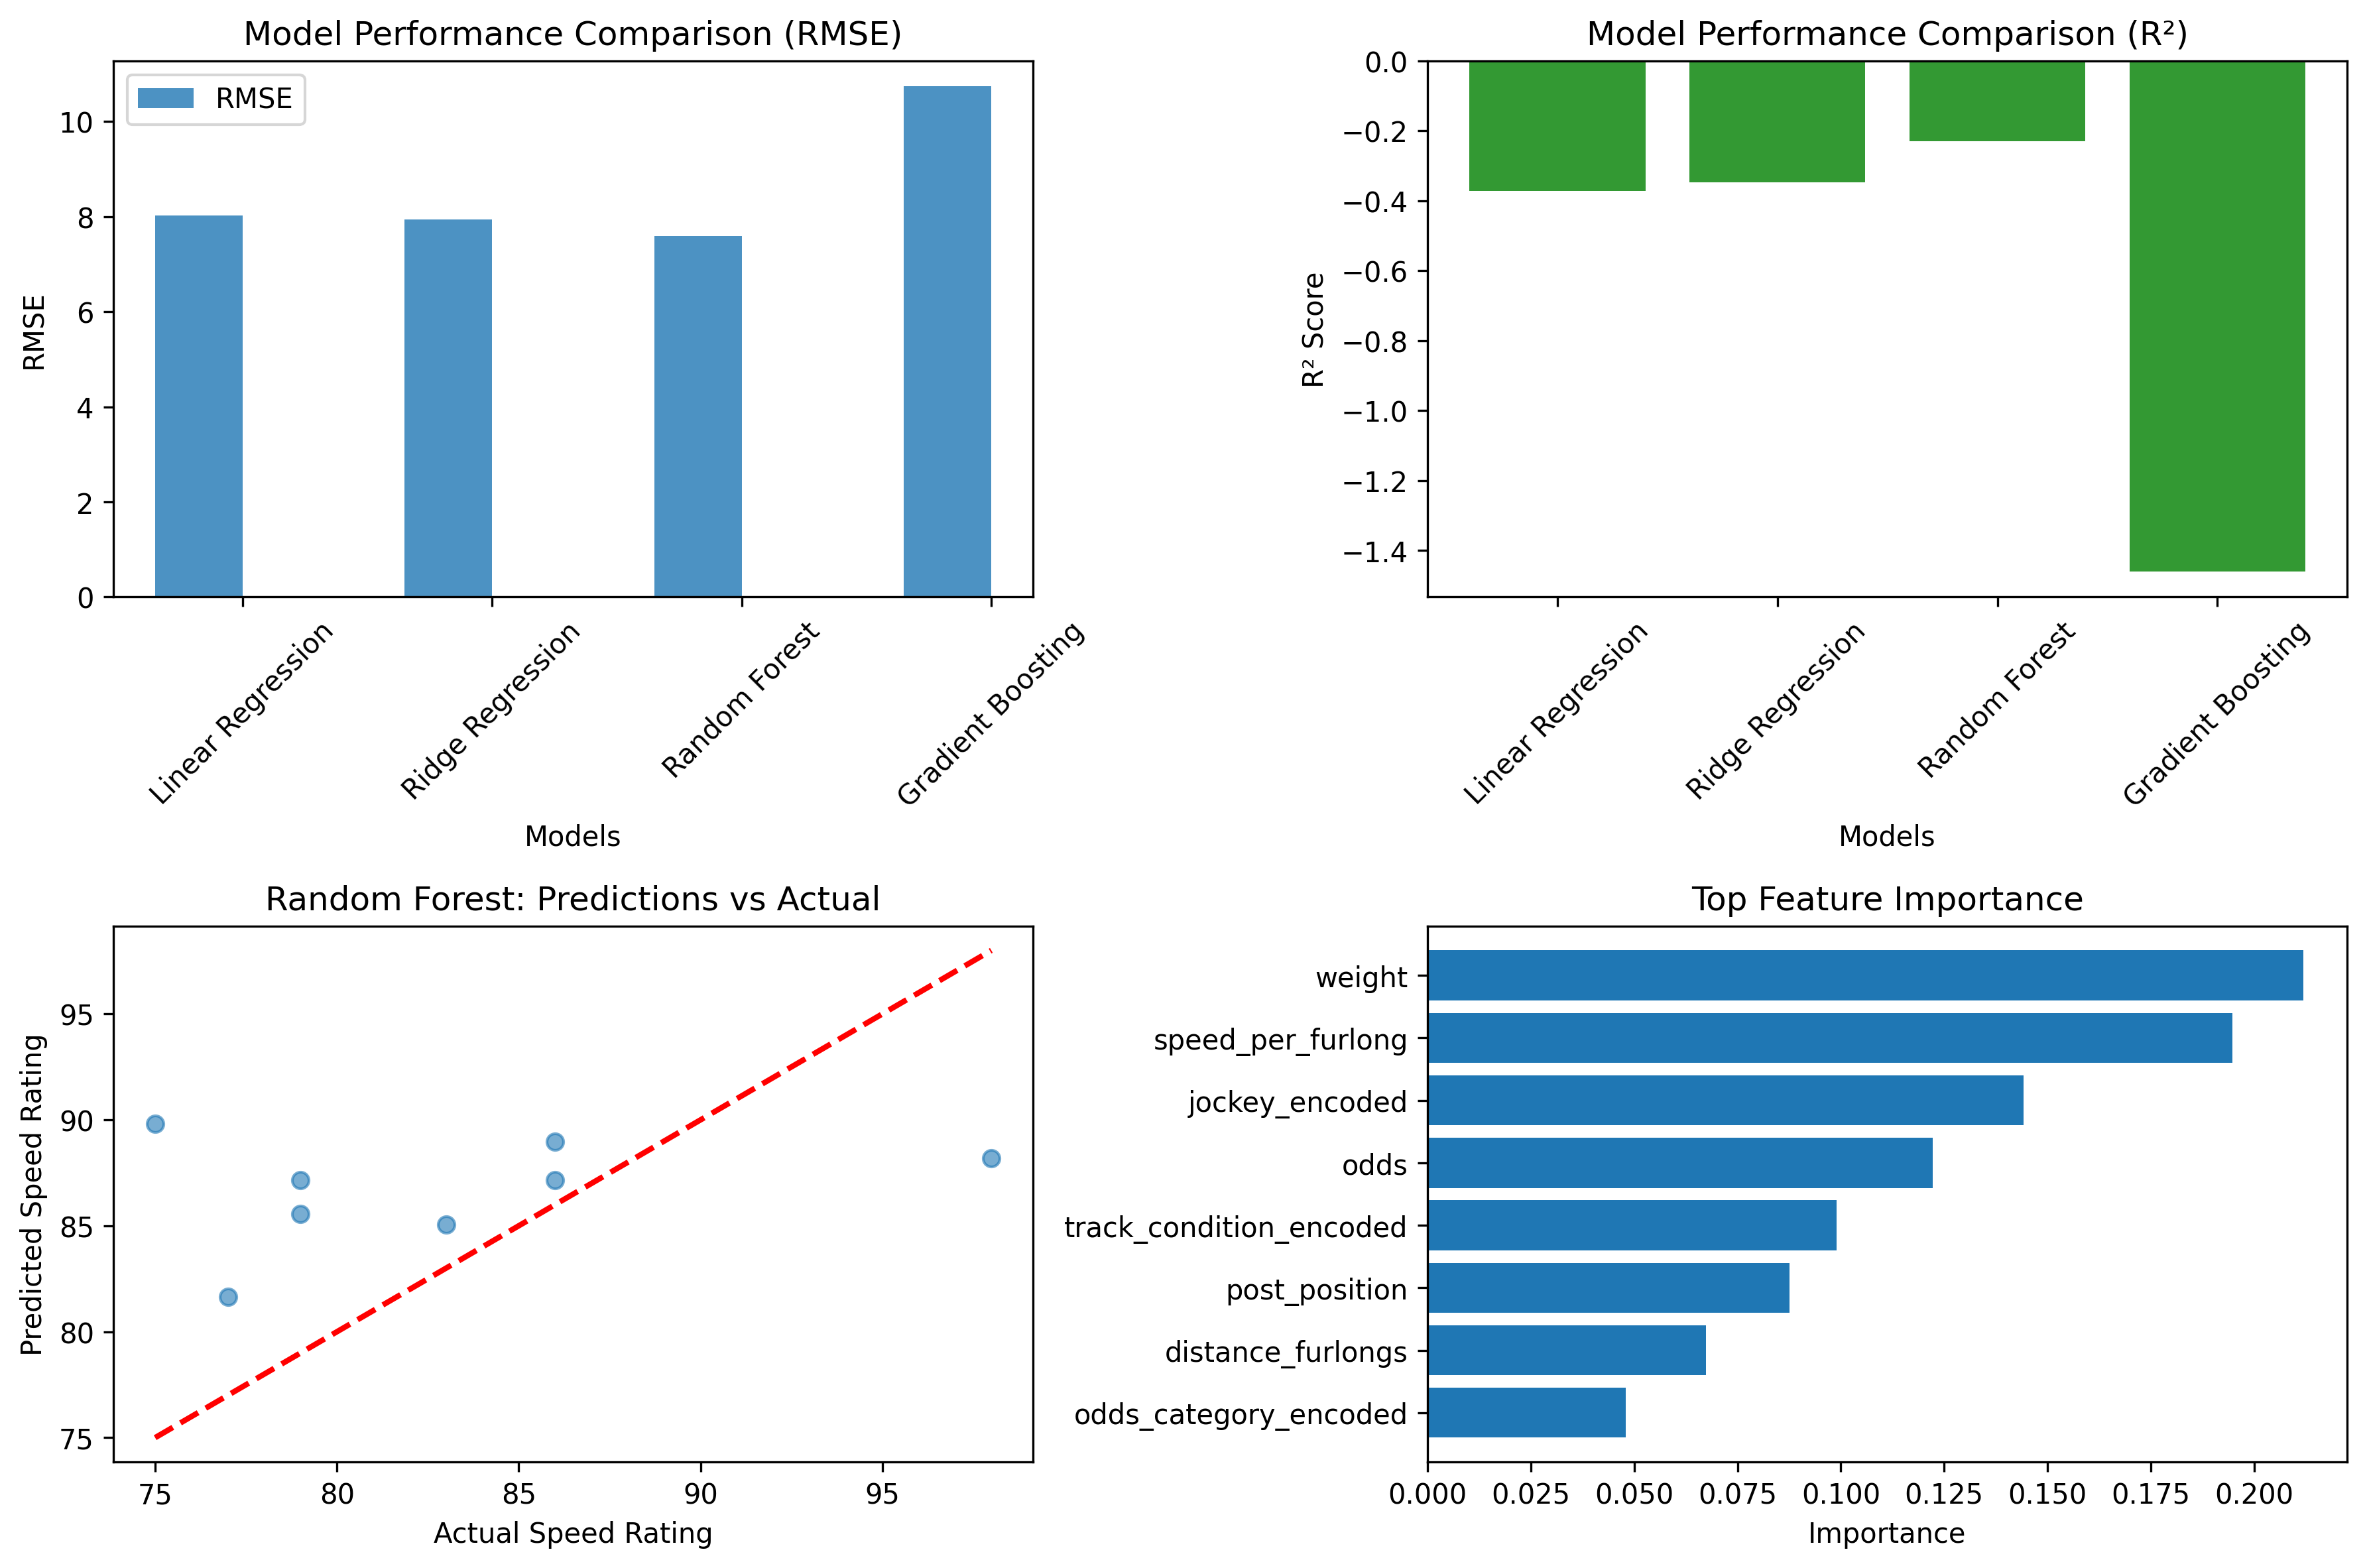 Model Performance Comparison (RMSE)
RMSE
10
8
6
4
2
0
RMSE
Linear Regression
Ridge Regression
Random Forest
Gradient Boosting
Models
Model Performance Comparison (R²)
0.0
−0.2
−0.4
−0.6
−0.8
−1.0
−1.2
−1.4
R² Score
Linear Regression
Ridge Regression
Random Forest
Gradient Boosting
Models
Random Forest: Predictions vs Actual
95
90
85
80
75
Predicted Speed Rating
75 80 85 90 95
Actual Speed Rating
Top Feature Importance
weight
speed_per_furlong
jockey_encoded
odds
track_condition_encoded
post_position
distance_furlongs
odds_category_encoded
0.000 0.025 0.050 0.075 0.100 0.125 0.150 0.175 0.200
Importance